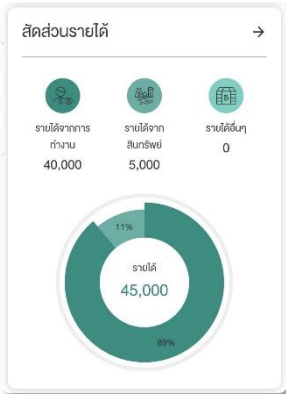 สัดส่วนรายได้
รายได้จากการ
ทำงาน
40,000
รายได้จาก
สินทรัพย์
5,000
รายได้อื่นๆ
0
11%
รายได้
45,000
89%